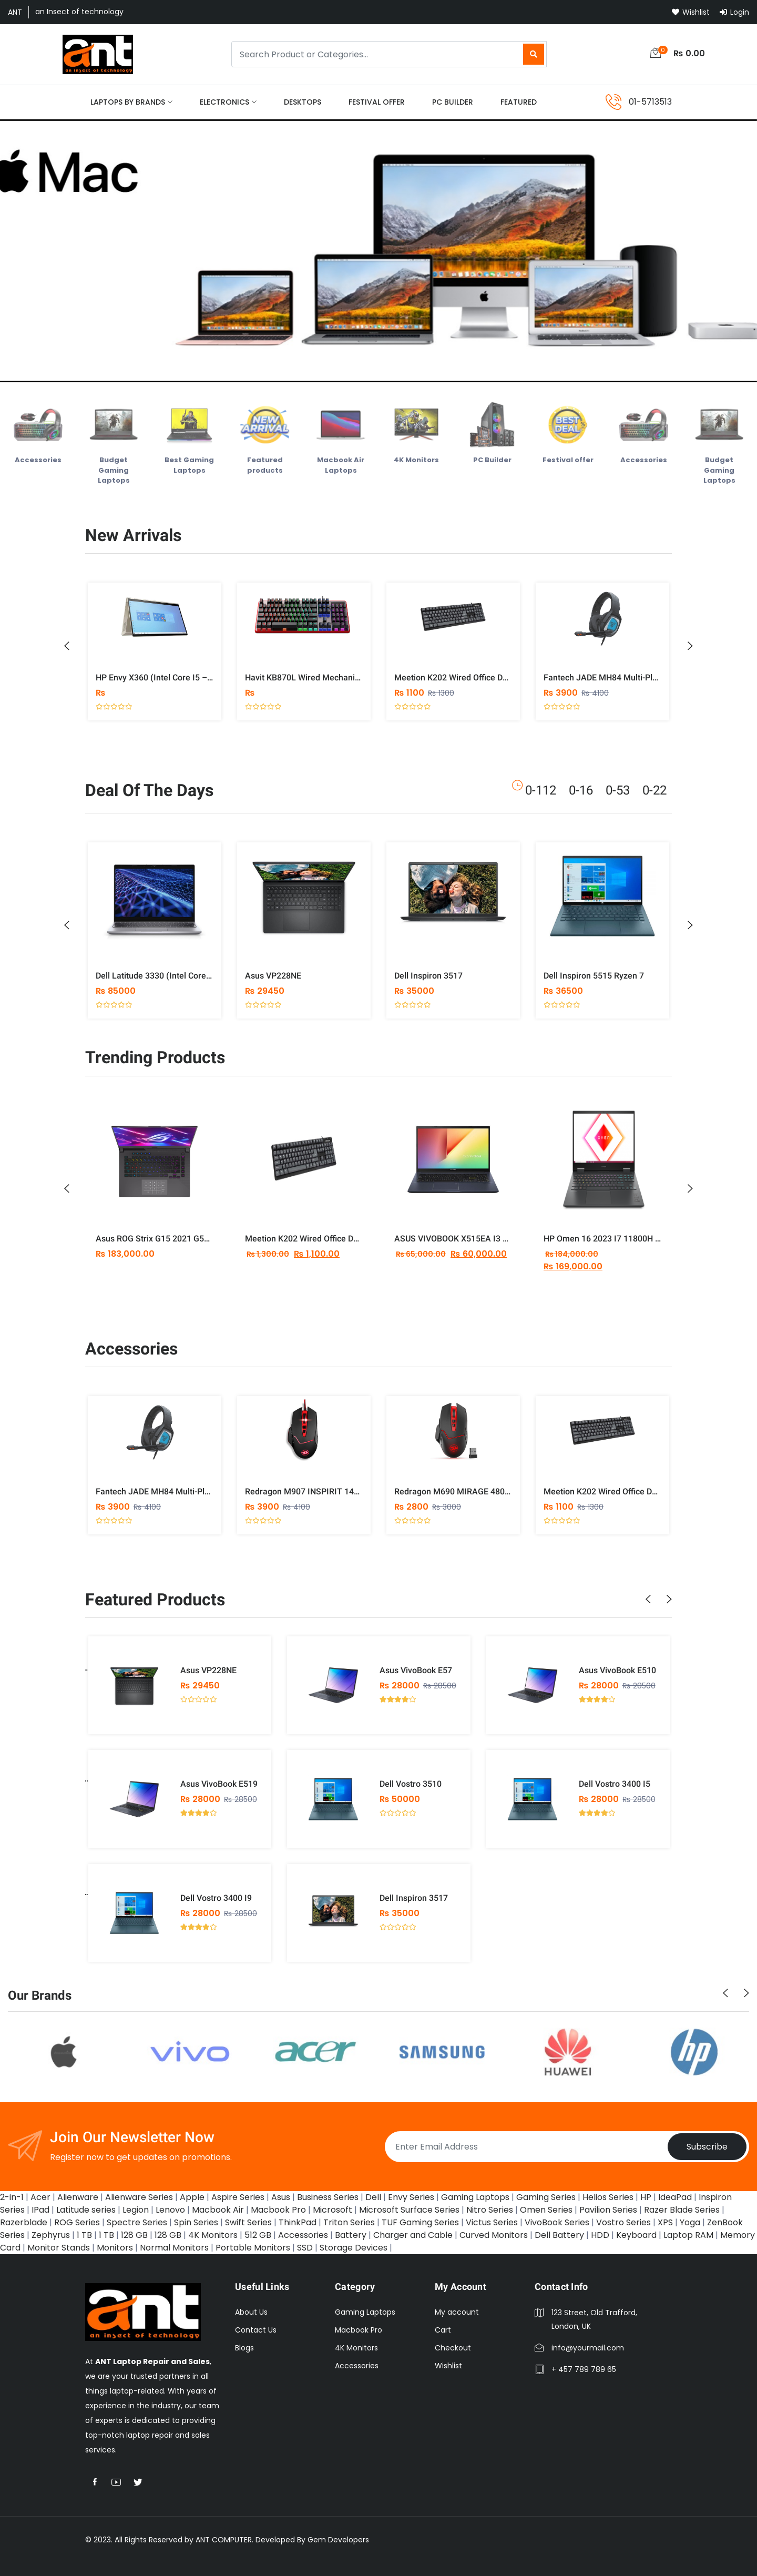 ANT
an Insect of technology
Wishlist
Login
ant
an insect of technology
Search Product or Categories...
0
Rs 0.00
LAPTOPS BY BRANDS
ELECTRONICS
DESKTOPS
FESTIVAL OFFER
PC BUILDER
FEATURED
01-5713513
Mac
Accessories
Budget Gaming Laptops
Best Gaming Laptops
NEW ARRIVAL
Featured products
Macbook Air Laptops
4K Monitors
PC Builder
BEST DEAL
Festival offer
Accessories
Budget Gaming Laptops
New Arrivals
HP Envy X360 (Intel Core I5 –...
Rs
Havit KB870L Wired Mechani...
Rs
Meetion K202 Wired Office D...
Rs 1100 Rs 1300
Fantech JADE MH84 Multi-Pl...
Rs 3900 Rs 4100
Deal Of The Days
0-112 0-16 0-53 0-22
Dell Latitude 3330 (Intel Core...
Rs 85000
Asus VP228NE
Rs 29450
Dell Inspiron 3517
Rs 35000
Dell Inspiron 5515 Ryzen 7
Rs 36500
Trending Products
Asus ROG Strix G15 2021 G5...
Rs 183,000.00
Meetion K202 Wired Office D...
Rs 1,300.00 Rs 1,100.00
ASUS VIVOBOOK X515EA I3 ...
Rs 65,000.00 Rs 60,000.00
HP Omen 16 2023 I7 11800H ...
Rs 184,000.00
Rs 169,000.00
Accessories
Fantech JADE MH84 Multi-Pl...
Rs 3900 Rs 4100
Redragon M907 INSPIRIT 14...
Rs 3900 Rs 4100
Redragon M690 MIRAGE 480...
Rs 2800 Rs 3000
Meetion K202 Wired Office D...
Rs 1100 Rs 1300
Featured Products
Asus VP228NE
Rs 29450
Asus VivoBook E57
Rs 28000 Rs 28500
Asus VivoBook E510
Rs 28000 Rs 28500
Asus VivoBook E519
Rs 28000 Rs 28500
Dell Vostro 3510
Rs 50000
Dell Vostro 3400 I5
Rs 28000 Rs 28500
Dell Vostro 3400 I9
Rs 28000 Rs 28500
Dell Inspiron 3517
Rs 35000
Our Brands
vivo
acer
SAMSUNG
HUAWEI
hp
Join Our Newsletter Now
Register now to get updates on promotions.
Enter Email Address
Subscribe
2-in-1 | Acer | Alienware | Alienware Series | Apple | Aspire Series | Asus | Business Series | Dell | Envy Series | Gaming Laptops | Gaming Series | Helios Series | HP | IdeaPad | Inspiron
Series | IPad | Latitude series | Legion | Lenovo | Macbook Air | Macbook Pro | Microsoft | Microsoft Surface Series | Nitro Series | Omen Series | Pavilion Series | Razer Blade Series |
Razerblade | ROG Series | Spectre Series | Spin Series | Swift Series | ThinkPad | Triton Series | TUF Gaming Series | Victus Series | VivoBook Series | Vostro Series | XPS | Yoga | ZenBook
Series | Zephyrus | 1 TB | 1 TB | 128 GB | 128 GB | 4K Monitors | 512 GB | Accessories | Battery | Charger and Cable | Curved Monitors | Dell Battery | HDD | Keyboard | Laptop RAM | Memory
Card | Monitor Stands | Monitors | Normal Monitors | Portable Monitors | SSD | Storage Devices |
ant
an insect of technology
At ANT Laptop Repair and Sales,
we are your trusted partners in all
things laptop-related. With years of
experience in the industry, our team
of experts is dedicated to providing
top-notch laptop repair and sales
services.
Useful Links
About Us
Contact Us
Blogs
Category
Gaming Laptops
Macbook Pro
4K Monitors
Accessories
My Account
My account
Cart
Checkout
Wishlist
Contact Info
123 Street, Old Trafford,
London, UK
info@yourmail.com
+ 457 789 789 65
© 2023. All Rights Reserved by ANT COMPUTER. Developed By Gem Developers